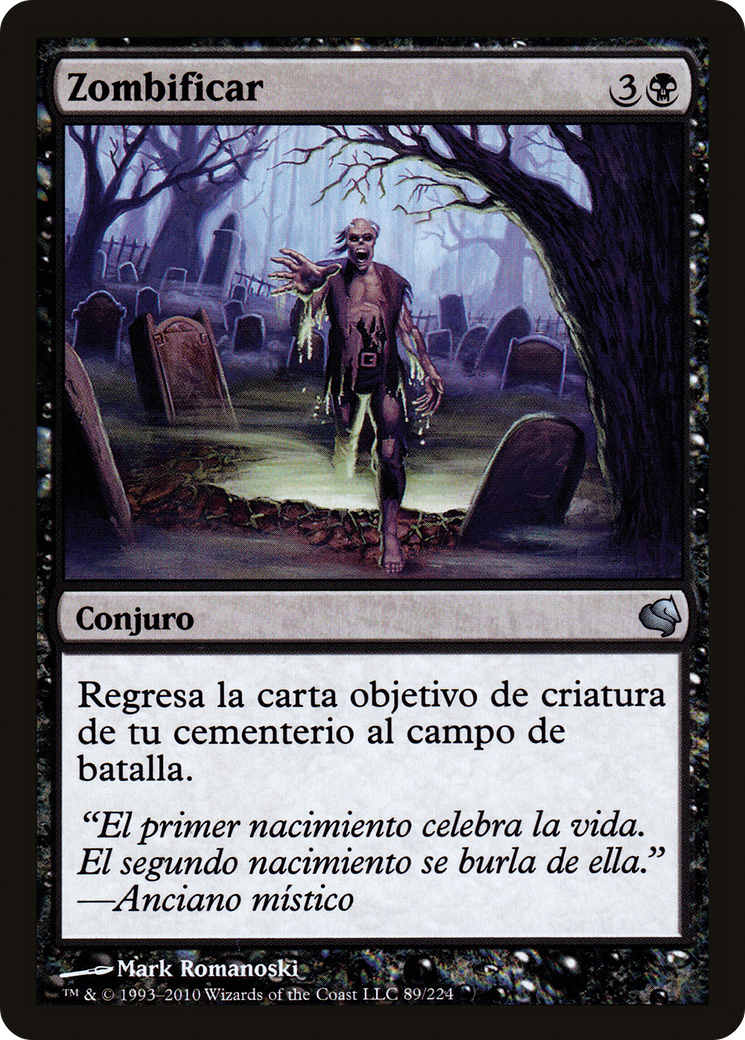 Zombificar
3
Conjuro
Regresa la carta objetivo de criatura
de tu cementerio al campo de
batalla.
“El primer nacimiento celebra la vida.
El segundo nacimiento se burla de ella.”
—Anciano místico
Mark Romanoski
™ & © 1993–2010 Wizards of the Coast LLC 89/224